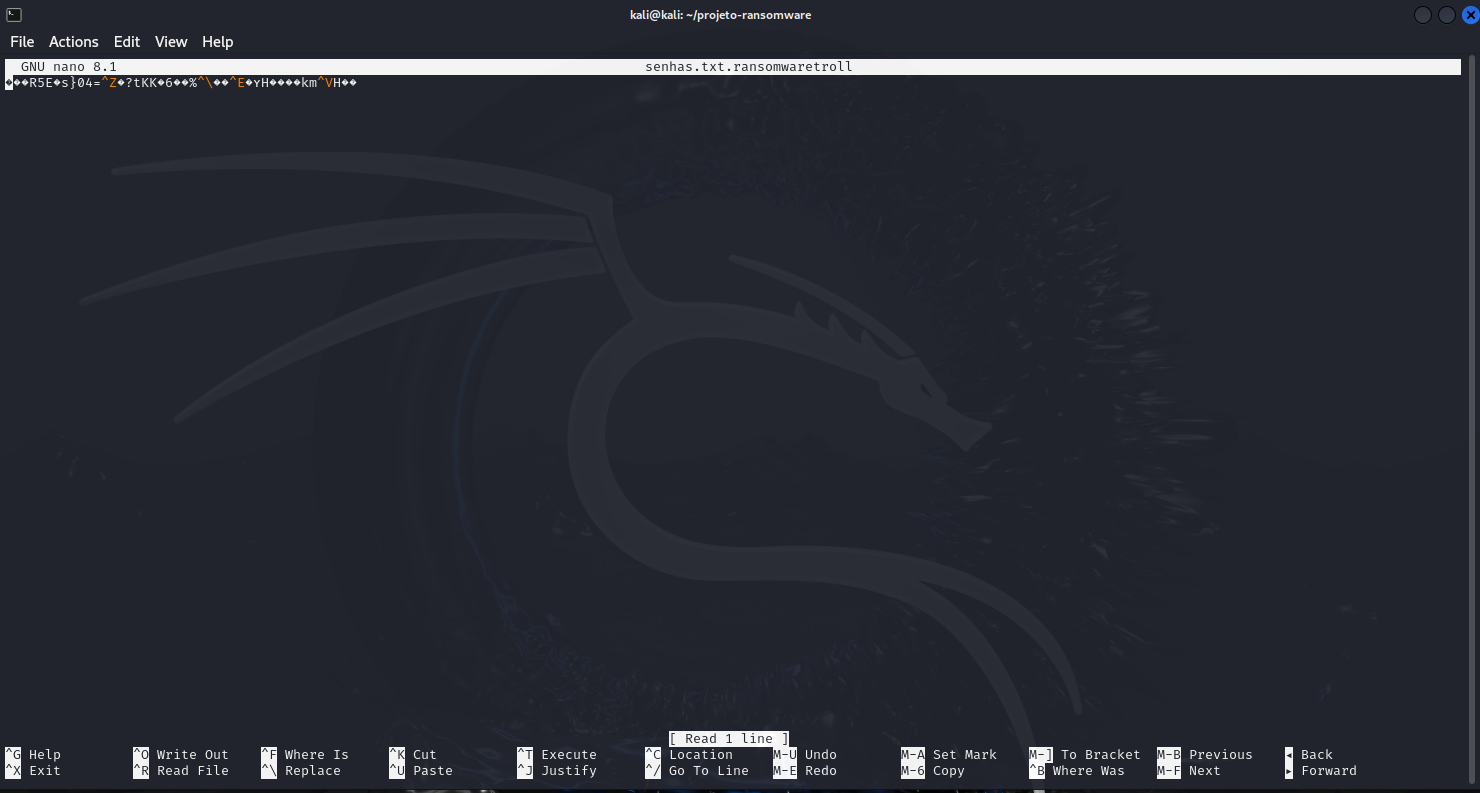 kali@kali: ~/projeto-ransomware
File Actions Edit View Help
GNU nano 8.1 senhas.txt.ransomwaretroll
���R5E�s}04=^Z�?tKK�6��%^\��^E�ʏH����km^VH��
[ Read 1 line ]
^G Help ^O Write Out ^F Where Is ^K Cut ^T Execute ^C Location M-U Undo M-A Set Mark M-] To Bracket M-B Previous ◂ Back
^X Exit ^R Read File ^\ Replace ^U Paste ^J Justify ^/ Go To Line M-E Redo M-6 Copy ^B Where Was M-F Next ▸ Forward